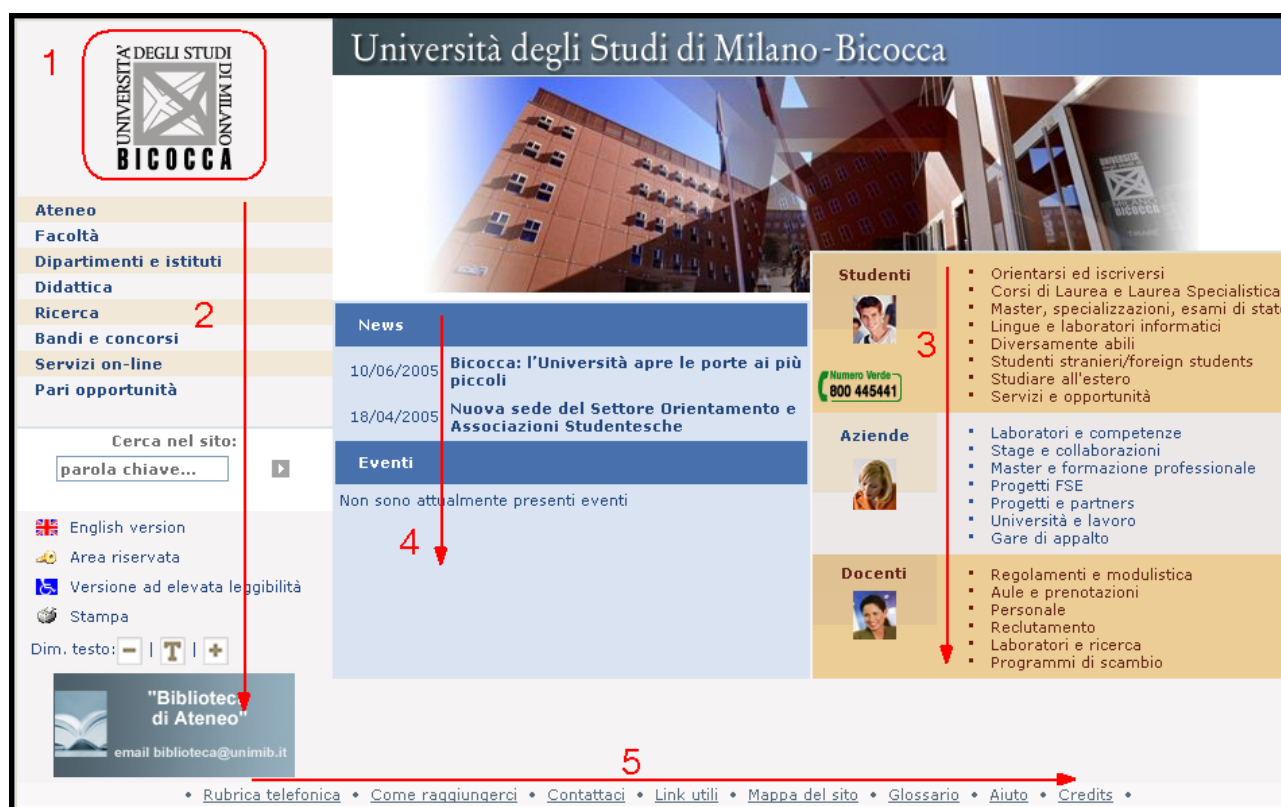 1
UNIVERSITA' DEGLI STUDI DI MILANO
BICOCCA
Università degli Studi di Milano-Bicocca
UNIVERSITA'
MILANO
BICOCCA
Ateneo
Facoltà
Dipartimenti e istituti
Didattica
Ricerca
Bandi e concorsi
Servizi on-line
Pari opportunità
2
Cerca nel sito:
parola chiave...
English version
Area riservata
Versione ad elevata leggibilità
Stampa
Dim. testo: − | T | +
"Biblioteca
di Ateneo"
email biblioteca@unimib.it
News
10/06/2005 Bicocca: l'Università apre le porte ai più
piccoli
18/04/2005 Nuova sede del Settore Orientamento e
Associazioni Studentesche
Eventi
Non sono attualmente presenti eventi
4
Studenti
Numero Verde
800 445441
3
Orientarsi ed iscriversi
Corsi di Laurea e Laurea Specialistica
Master, specializzazioni, esami di stato
Lingue e laboratori informatici
Diversamente abili
Studenti stranieri/foreign students
Studiare all'estero
Servizi e opportunità
Aziende
Laboratori e competenze
Stage e collaborazioni
Master e formazione professionale
Progetti FSE
Progetti e partners
Università e lavoro
Gare di appalto
Docenti
Regolamenti e modulistica
Aule e prenotazioni
Personale
Reclutamento
Laboratori e ricerca
Programmi di scambio
5
• Rubrica telefonica • Come raggiungerci • Contattaci • Link utili • Mappa del sito • Glossario • Aiuto • Credits •